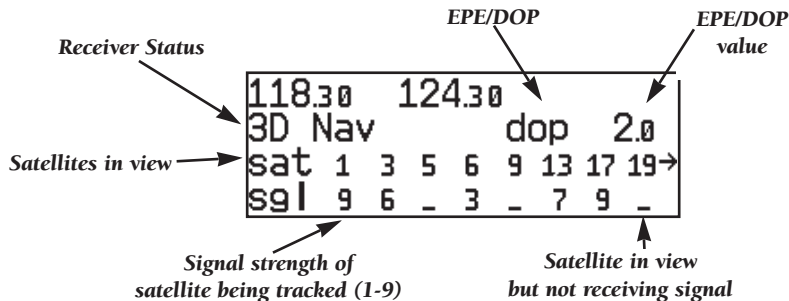 EPE/DOP
EPE/DOP
value
Receiver Status
118.30 124.30
3D Nav dop 2.0
Satellites in view
sat 1 3 5 6 9 13 17 19→
sgl 9 6 _ 3 _ 7 9 _
Signal strength of
satellite being tracked (1-9)
Satellite in view
but not receiving signal